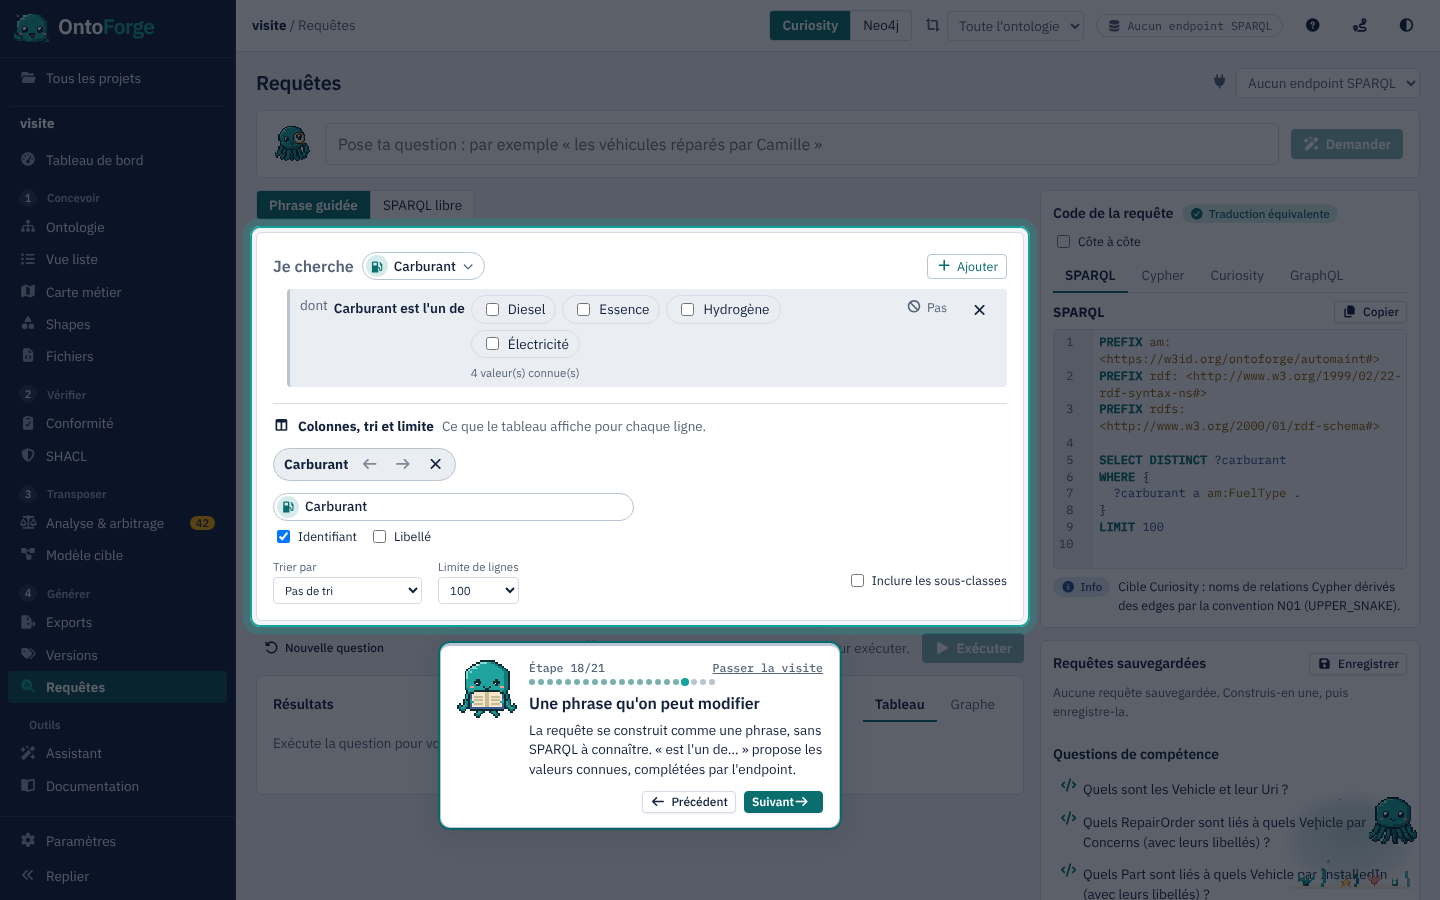 OntoForge
Tous les projets
visite
Tableau de bord
1 Concevoir
Ontologie
Vue liste
Carte métier
Shapes
Fichiers
2 Vérifier
Conformité
SHACL
3 Transposer
Analyse & arbitrage 42
Modèle cible
4 Générer
Exports
Versions
Requêtes
Outils
Assistant
Documentation
Paramètres
Replier
visite / Requêtes
Curiosity Neo4j
Toute l'ontologie
Aucun endpoint SPARQL
Requêtes
Aucun endpoint SPARQL
Pose ta question : par exemple « les véhicules réparés par Camille »
Demander
Phrase guidée SPARQL libre
Je cherche Carburant
Ajouter
dont Carburant est l'un de Diesel Essence Hydrogène
Pas
Électricité
4 valeur(s) connue(s)
Colonnes, tri et limite Ce que le tableau affiche pour chaque ligne.
Carburant
Carburant
Identifiant Libellé
Trier par Limite de lignes
Pas de tri 100
Inclure les sous-classes
Nouvelle question
ur exécuter.
Exécuter
Résultats
Tableau Graphe
Exécute la question pour vo
Étape 18/21 Passer la visite
Une phrase qu'on peut modifier
La requête se construit comme une phrase, sans
SPARQL à connaître. « est l'un de... » propose les
valeurs connues, complétées par l'endpoint.
Précédent Suivant
Code de la requête Traduction équivalente
Côte à côte
SPARQL Cypher Curiosity GraphQL
SPARQL Copier
1 PREFIX am:
<https://w3id.org/ontoforge/automaint#>
2 PREFIX rdf: <http://www.w3.org/1999/02/22-
rdf-syntax-ns#>
3 PREFIX rdfs:
<http://www.w3.org/2000/01/rdf-schema#>
4
5 SELECT DISTINCT ?carburant
6 WHERE {
7 ?carburant a am:FuelType .
8 }
9 LIMIT 100
10
Info Cible Curiosity : noms de relations Cypher dérivés
des edges par la convention N01 (UPPER_SNAKE).
Requêtes sauvegardées Enregistrer
Aucune requête sauvegardée. Construis-en une, puis
enregistre-la.
Questions de compétence
Quels sont les Vehicle et leur Uri ?
Quels RepairOrder sont liés à quels Vehicle par
Concerns (avec leurs libellés) ?
Quels Part sont liés à quels Vehicle par InstalledIn
(avec leurs libellés) ?